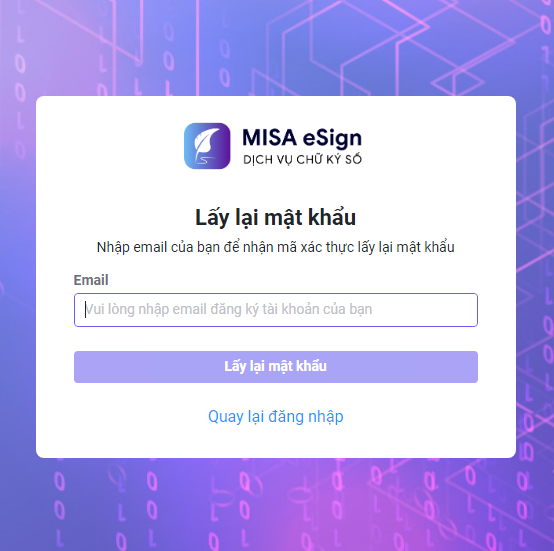 MISA eSign
DỊCH VỤ CHỮ KÝ SỐ
Lấy lại mật khẩu
Nhập email của bạn để nhận mã xác thực lấy lại mật khẩu
Email
Vui lòng nhập email đăng ký tài khoản của bạn
Lấy lại mật khẩu
Quay lại đăng nhập